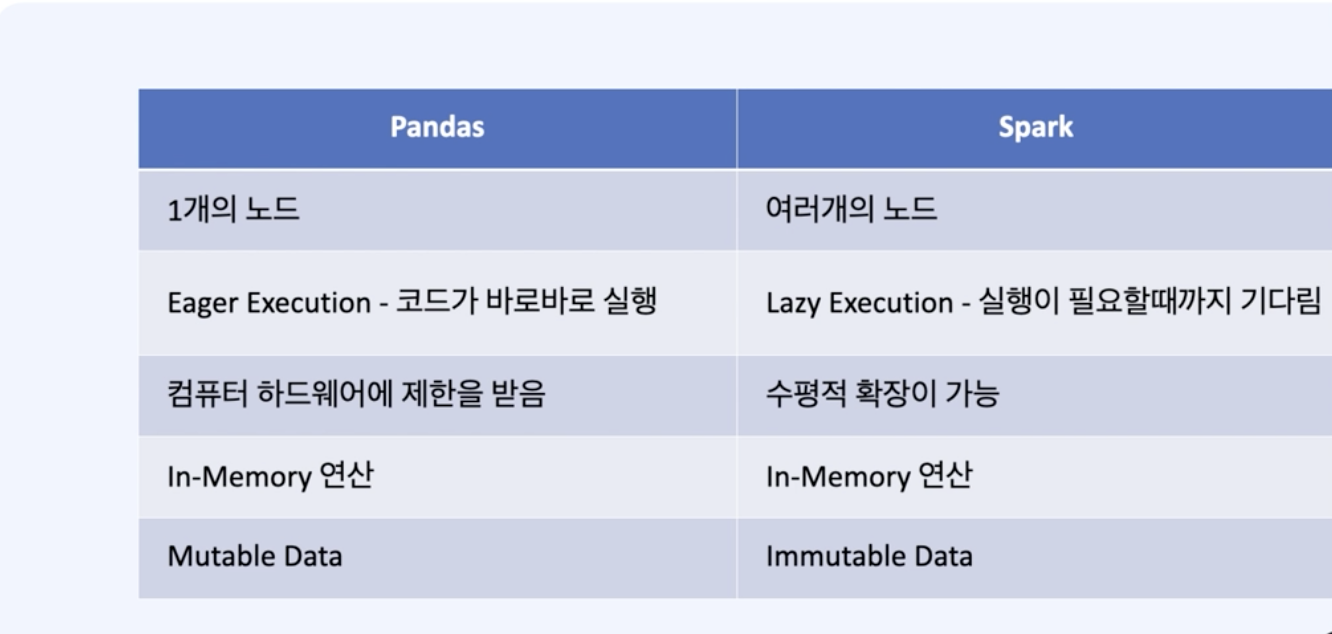 Pandas
Spark
1개의 노드
여러개의 노드
Eager Execution - 코드가 바로바로 실행
Lazy Execution - 실행이 필요할때까지 기다림
컴퓨터 하드웨어에 제한을 받음
수평적 확장이 가능
In-Memory 연산
In-Memory 연산
Mutable Data
Immutable Data